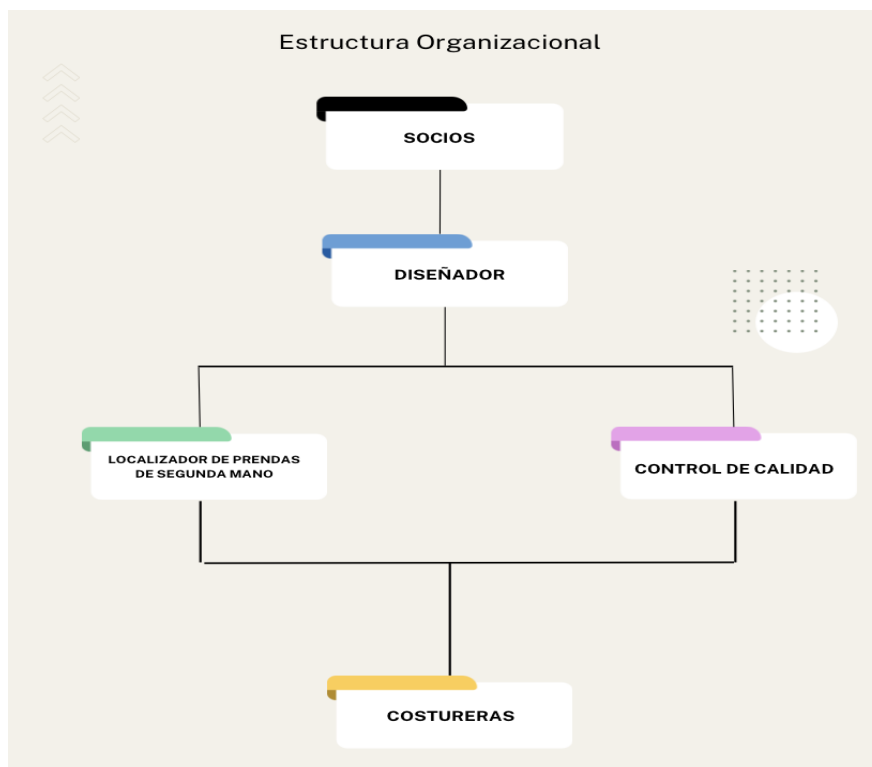 Estructura Organizacional
SOCIOS
DISEÑADOR
LOCALIZADOR DE PRENDAS
DE SEGUNDA MANO
CONTROL DE CALIDAD
COSTURERAS